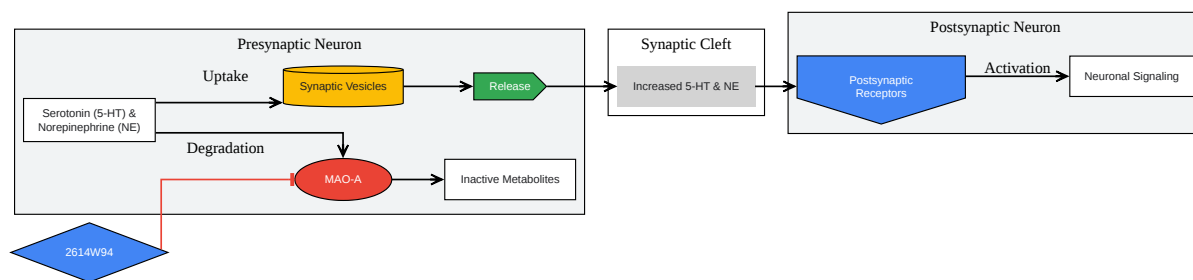 Presynaptic Neuron
Uptake
Synaptic Vesicles
Release
Serotonin (5-HT) &
Norepinephrine (NE)
Degradation
MAO-A
Inactive Metabolites
2614W94
Synaptic Cleft
Increased 5-HT & NE
Postsynaptic Neuron
Postsynaptic
Receptors
Activation
Neuronal Signaling